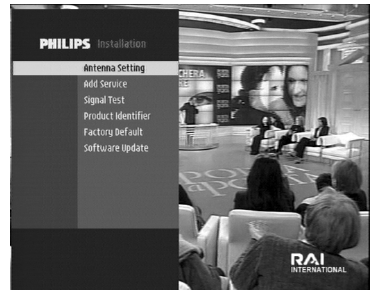 PHILIPS Installation
Antenna Setting
Add Service
Signal Test
Product Identifier
Factory Default
Software Update
RAI
INTERNATIONAL